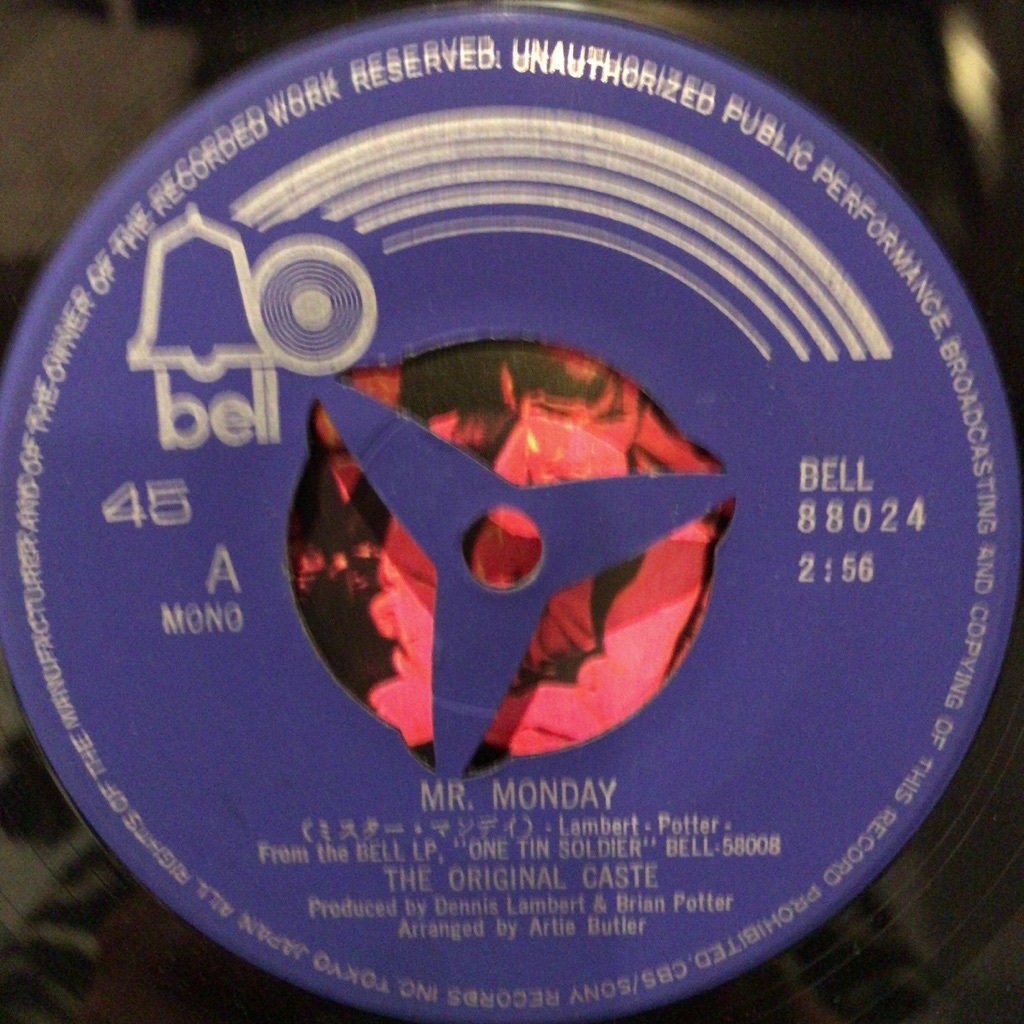 ALL RIGHTS OF THE MANUFACTURER AND OF THE OWNER OF THE RECORDED WORK RESERVED. UNAUTHORIZED PUBLIC PERFORMANCE, BROADCASTING AND COPYING OF THIS RECORD PROHIBITED. CBS/SONY RECORDS INC. TOKYO JAPAN
bell
45
A
MONO
BELL
88024
2:56
MR. MONDAY
(ミスター・マンデイ) - Lambert - Potter -
From the BELL LP, "ONE TIN SOLDIER" BELL-58008
THE ORIGINAL CASTE
Produced by Dennis Lambert & Brian Potter
Arranged by Artie Butler